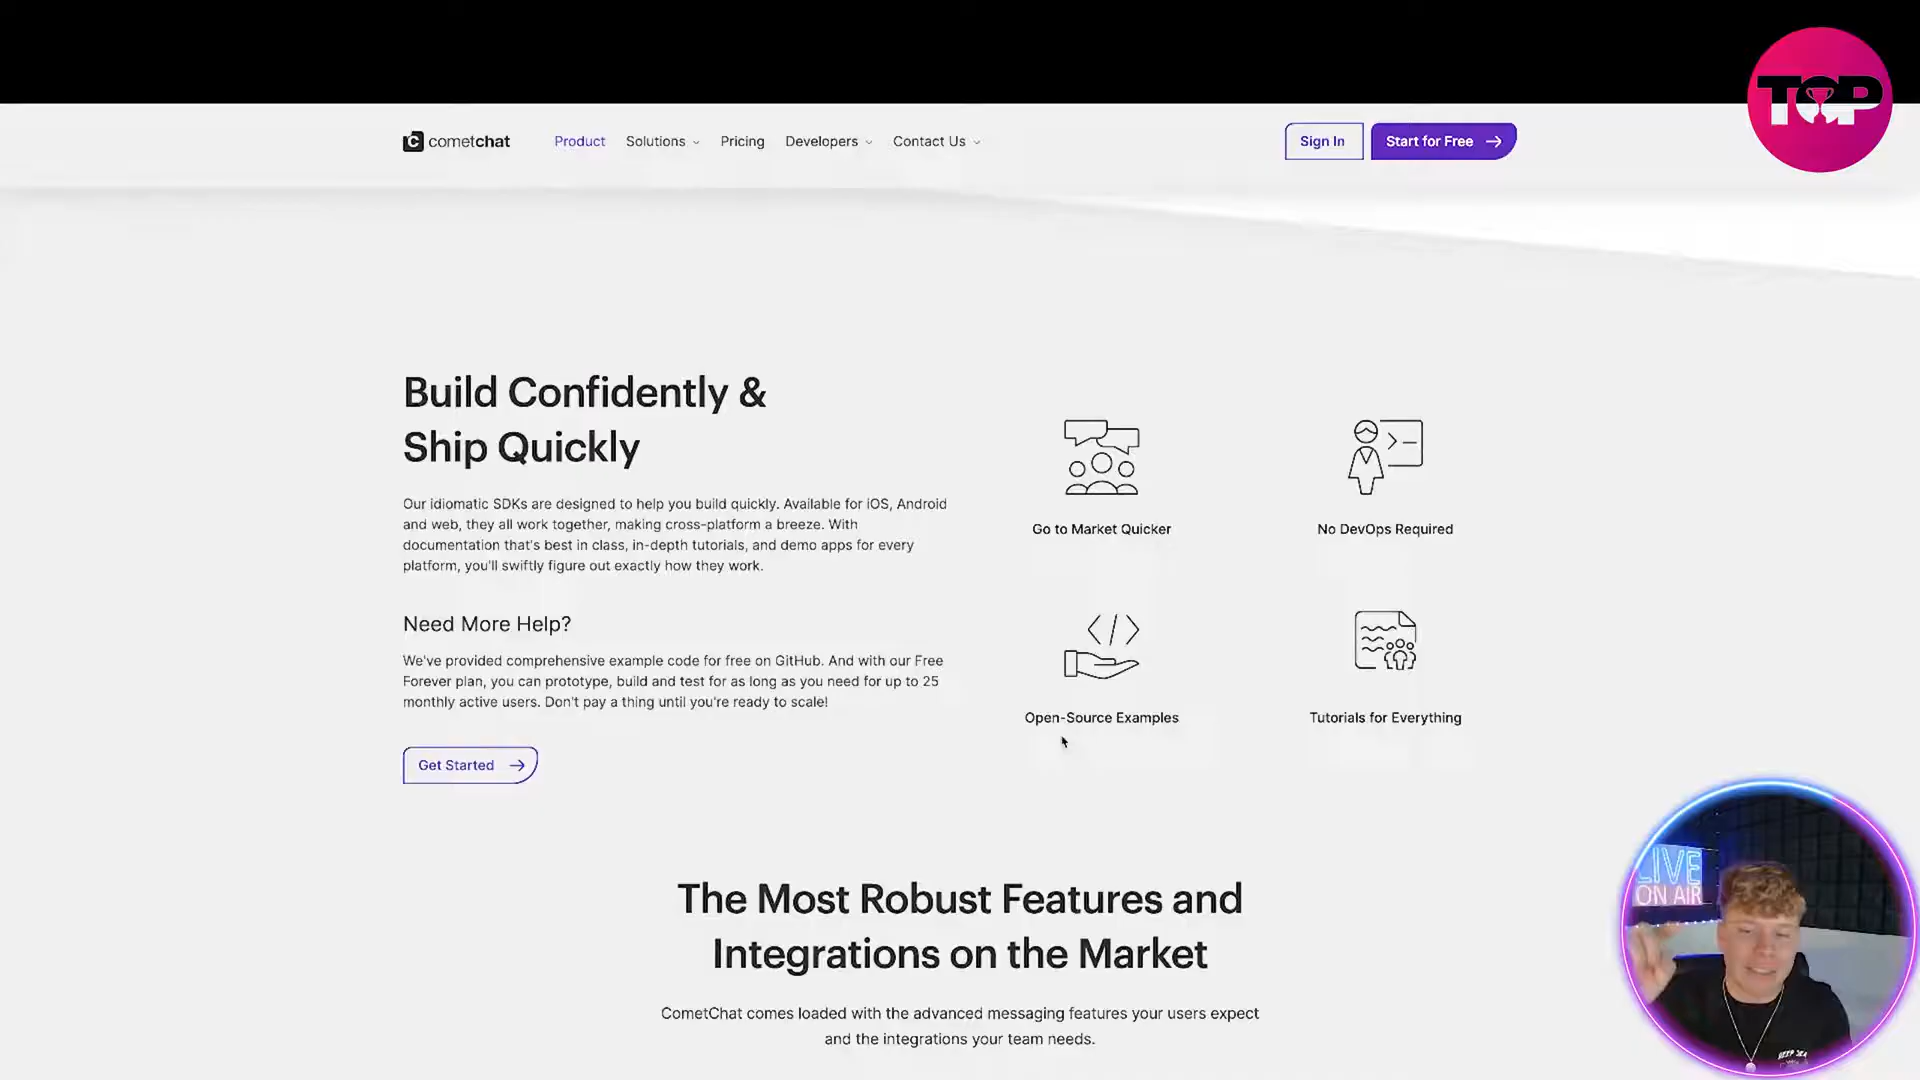 TOP
cometchat
Product
Solutions
Pricing
Developers
Contact Us
Sign In
Start for Free
Build Confidently &
Ship Quickly
Our idiomatic SDKs are designed to help you build quickly. Available for iOS, Android
and web, they all work together, making cross-platform a breeze. With
documentation that's best in class, in-depth tutorials, and demo apps for every
platform, you'll swiftly figure out exactly how they work.
Need More Help?
We've provided comprehensive example code for free on GitHub. And with our Free
Forever plan, you can prototype, build and test for as long as you need for up to 25
monthly active users. Don't pay a thing until you're ready to scale!
Get Started
Go to Market Quicker
No DevOps Required
Open-Source Examples
Tutorials for Everything
The Most Robust Features and
Integrations on the Market
CometChat comes loaded with the advanced messaging features your users expect
and the integrations your team needs.
LIVE
ON AIR
DEEP SEA